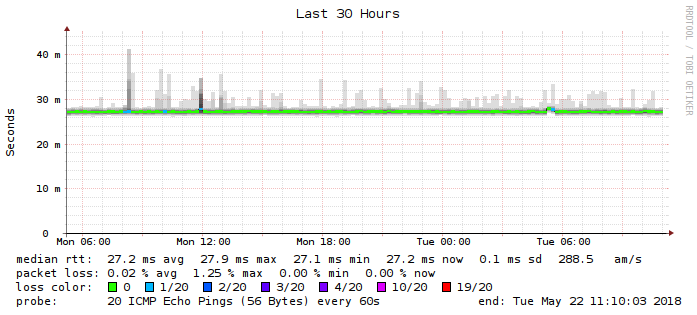 Last 30 Hours
RRDTOOL / TOBI OETIKER
Seconds
40 m
30 m
20 m
10 m
0
Mon 06:00 Mon 12:00 Mon 18:00 Tue 00:00 Tue 06:00
median rtt: 27.2 ms avg 27.9 ms max 27.1 ms min 27.2 ms now 0.1 ms sd 288.5 am/s
packet loss: 0.02 % avg 1.25 % max 0.00 % min 0.00 % now
loss color: 0 1/20 2/20 3/20 4/20 10/20 19/20
probe: 20 ICMP Echo Pings (56 Bytes) every 60s end: Tue May 22 11:10:03 2018